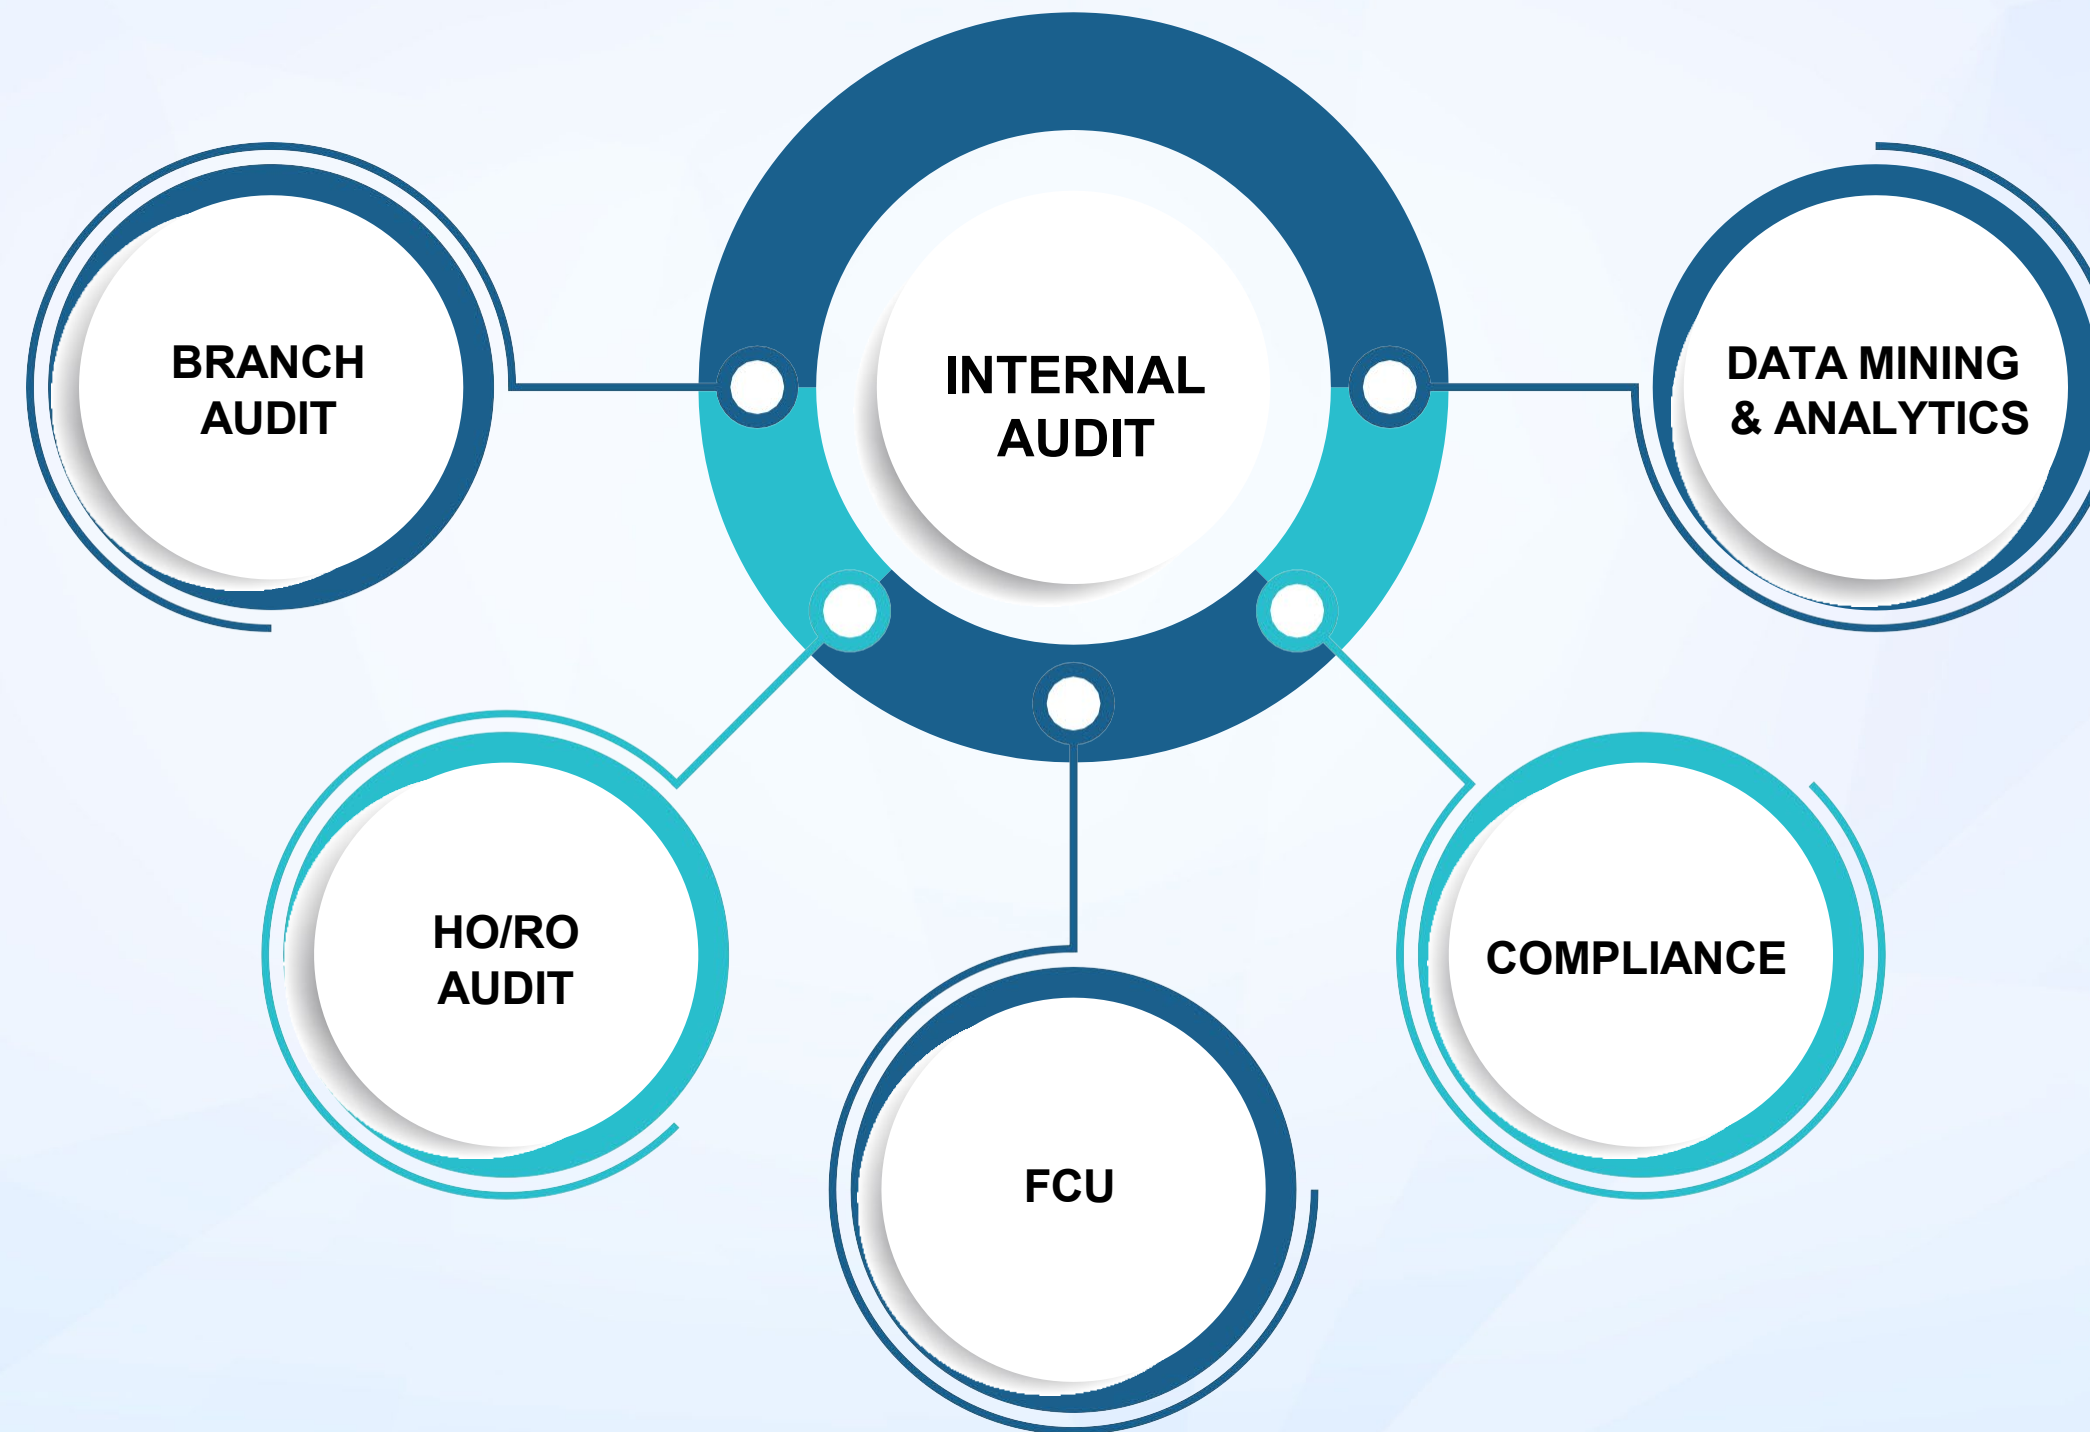 INTERNAL
AUDIT
BRANCH
AUDIT
DATA MINING
& ANALYTICS
HO/RO
AUDIT
COMPLIANCE
FCU